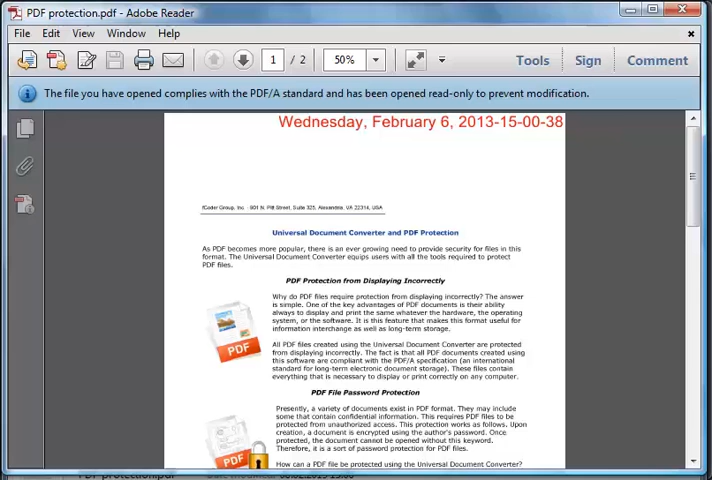 PDF protection.pdf - Adobe Reader
File Edit View Window Help
1 / 2 50% Tools Sign Comment
The file you have opened complies with the PDF/A standard and has been opened read-only to prevent modification.
Wednesday, February 6, 2013-15-00-38
fCoder Group, Inc - 901 N. Pitt Street, Suite 325, Alexandria, VA 22314, USA
Universal Document Converter and PDF Protection
As PDF becomes more popular, there is an ever growing need to provide security for files in this
format. The Universal Document Converter equips users with all the tools required to protect
PDF files.
PDF Protection from Displaying Incorrectly
Why do PDF files require protection from displaying incorrectly? The answer
is simple. One of the key advantages of PDF documents is their ability
always to display and print the same whatever the hardware, the operating
system, or the software. It is this feature that makes this format useful for
information interchange as well as long-term storage.
PDF
All PDF files created using the Universal Document Converter are protected
from displaying incorrectly. The fact is that all PDF documents created using
this software are compliant with the PDF/A specification (an international
standard for long-term electronic document storage). These files contain
everything that is necessary to display or print correctly on any computer.
PDF File Password Protection
Presently, a variety of documents exist in PDF format. They may include
some that contain confidential information. This requires PDF files to be
protected from unauthorized access. This protection works as follows. Upon
creation, a document is encrypted using the author's password. Once
protected, the document cannot be opened without this keyword.
Therefore, it is a sort of password protection for PDF files.
PDF
How can a PDF file be protected using the Universal Document Converter?